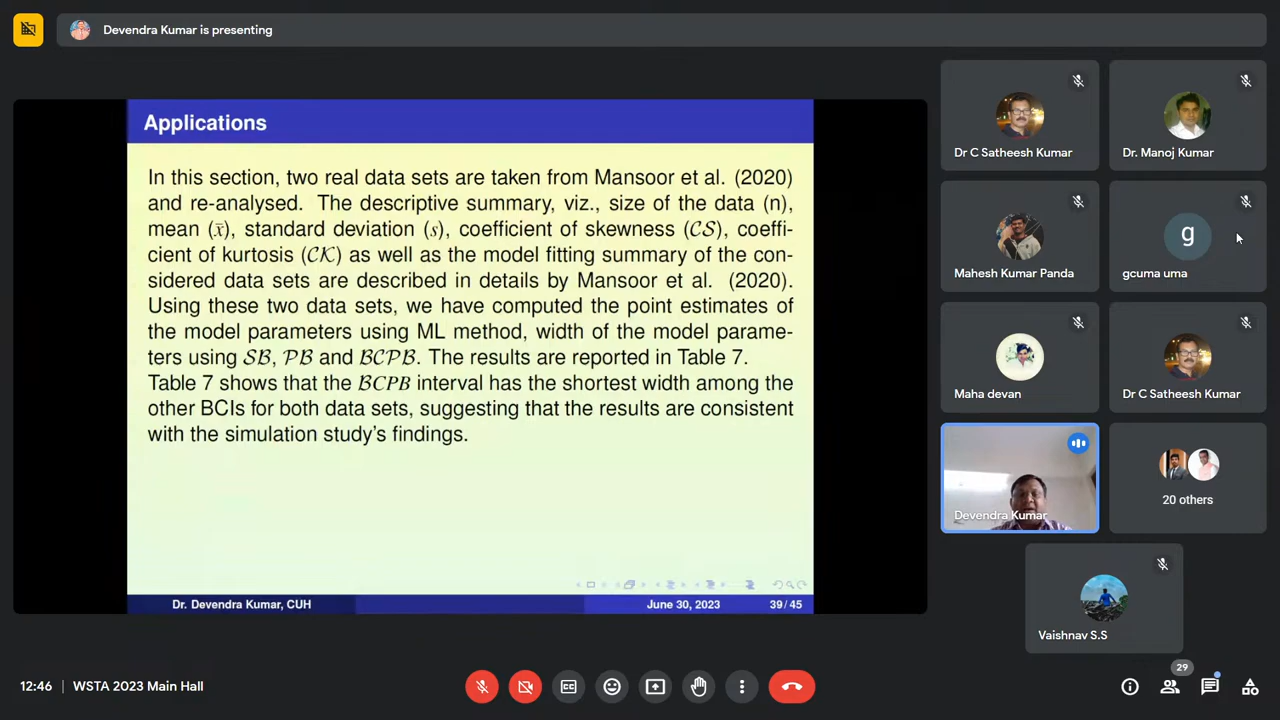 Devendra Kumar is presenting
Applications
In this section, two real data sets are taken from Mansoor et al. (2020)
and re-analysed. The descriptive summary, viz., size of the data (n),
mean (x̄), standard deviation (s), coefficient of skewness (CS), coeffi-
cient of kurtosis (CK) as well as the model fitting summary of the con-
sidered data sets are described in details by Mansoor et al. (2020).
Using these two data sets, we have computed the point estimates of
the model parameters using ML method, width of the model parame-
ters using SB, PB and BCPB. The results are reported in Table 7.
Table 7 shows that the BCPB interval has the shortest width among the
other BCIs for both data sets, suggesting that the results are consistent
with the simulation study's findings.
Dr. Devendra Kumar, CUH
June 30, 2023
39/45
Dr C Satheesh Kumar
Dr. Manoj Kumar
Mahesh Kumar Panda
g
gcuma uma
Maha devan
Dr C Satheesh Kumar
Devendra Kumar
20 others
Vaishnav S.S
12:46 | WSTA 2023 Main Hall
CC
29